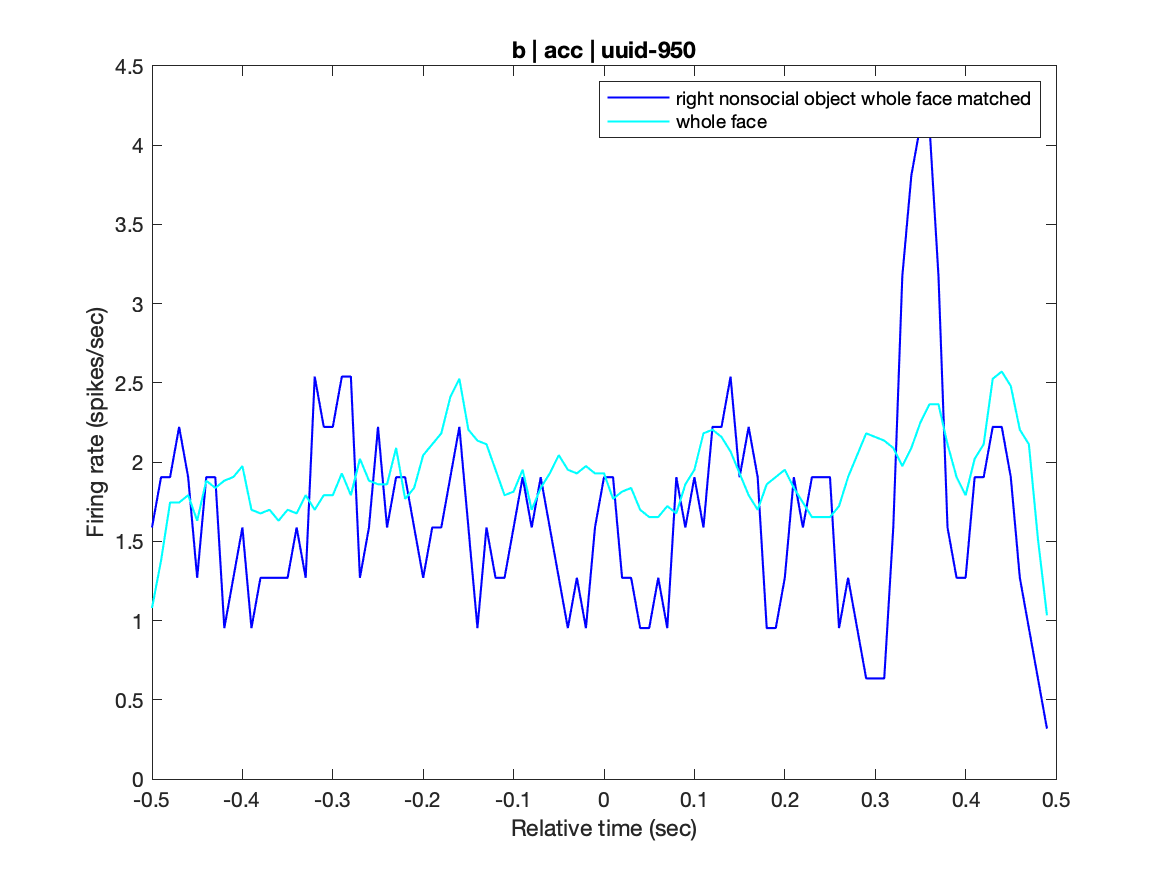 b | acc | uuid-950
right nonsocial object whole face matched
whole face
4.5
4
3.5
3
2.5
2
1.5
1
0.5
0
Firing rate (spikes/sec)
-0.5 -0.4 -0.3 -0.2 -0.1 0 0.1 0.2 0.3 0.4 0.5
Relative time (sec)